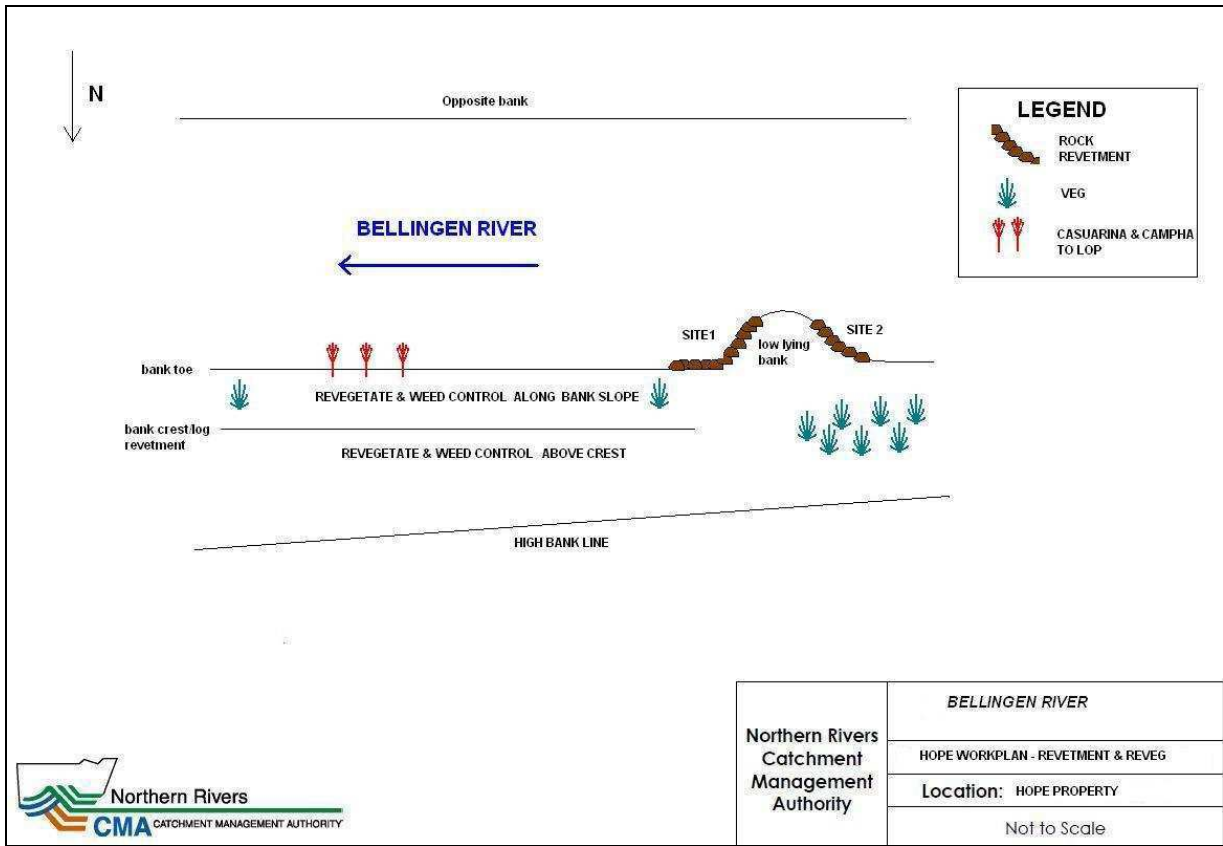 N
Opposite bank
LEGEND
ROCK
REVETMENT
VEG
CASUARINA & CAMPHA
TO LOP
BELLINGEN RIVER
SITE1
SITE 2
low lying
bank
bank toe
REVEGETATE & WEED CONTROL ALONG BANK SLOPE
bank crest/log
revetment
REVEGETATE & WEED CONTROL ABOVE CREST
HIGH BANK LINE
Northern Rivers
CMA CATCHMENT MANAGEMENT AUTHORITY
Northern Rivers
Catchment
Management
Authority
BELLINGEN RIVER
HOPE WORKPLAN - REVETMENT & REVEG
Location: HOPE PROPERTY
Not to Scale